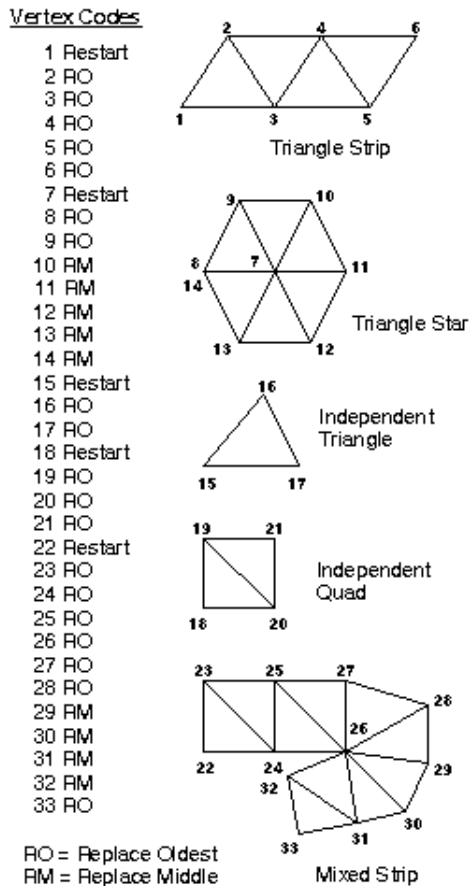 Vertex Codes
1 Restart
2 RO
3 RO
4 RO
5 RO
6 RO
7 Restart
8 RO
9 RO
10 RM
11 RM
12 RM
13 RM
14 RM
15 Restart
16 RO
17 RO
18 Restart
19 RO
20 RO
21 RO
22 Restart
23 RO
24 RO
25 RO
26 RO
27 RO
28 RO
29 RM
30 RM
31 RM
32 RM
33 RO
RO = Replace Oldest
RM = Replace Middle
2 4 6
1 3 5
Triangle Strip
9 10
8 7 11
14
13 12
Triangle Star
16
15 17
Independent
Triangle
19 21
18 20
Independent
Quad
23 25 27
28
26
22 24
29
32
30
33 31
Mixed Strip